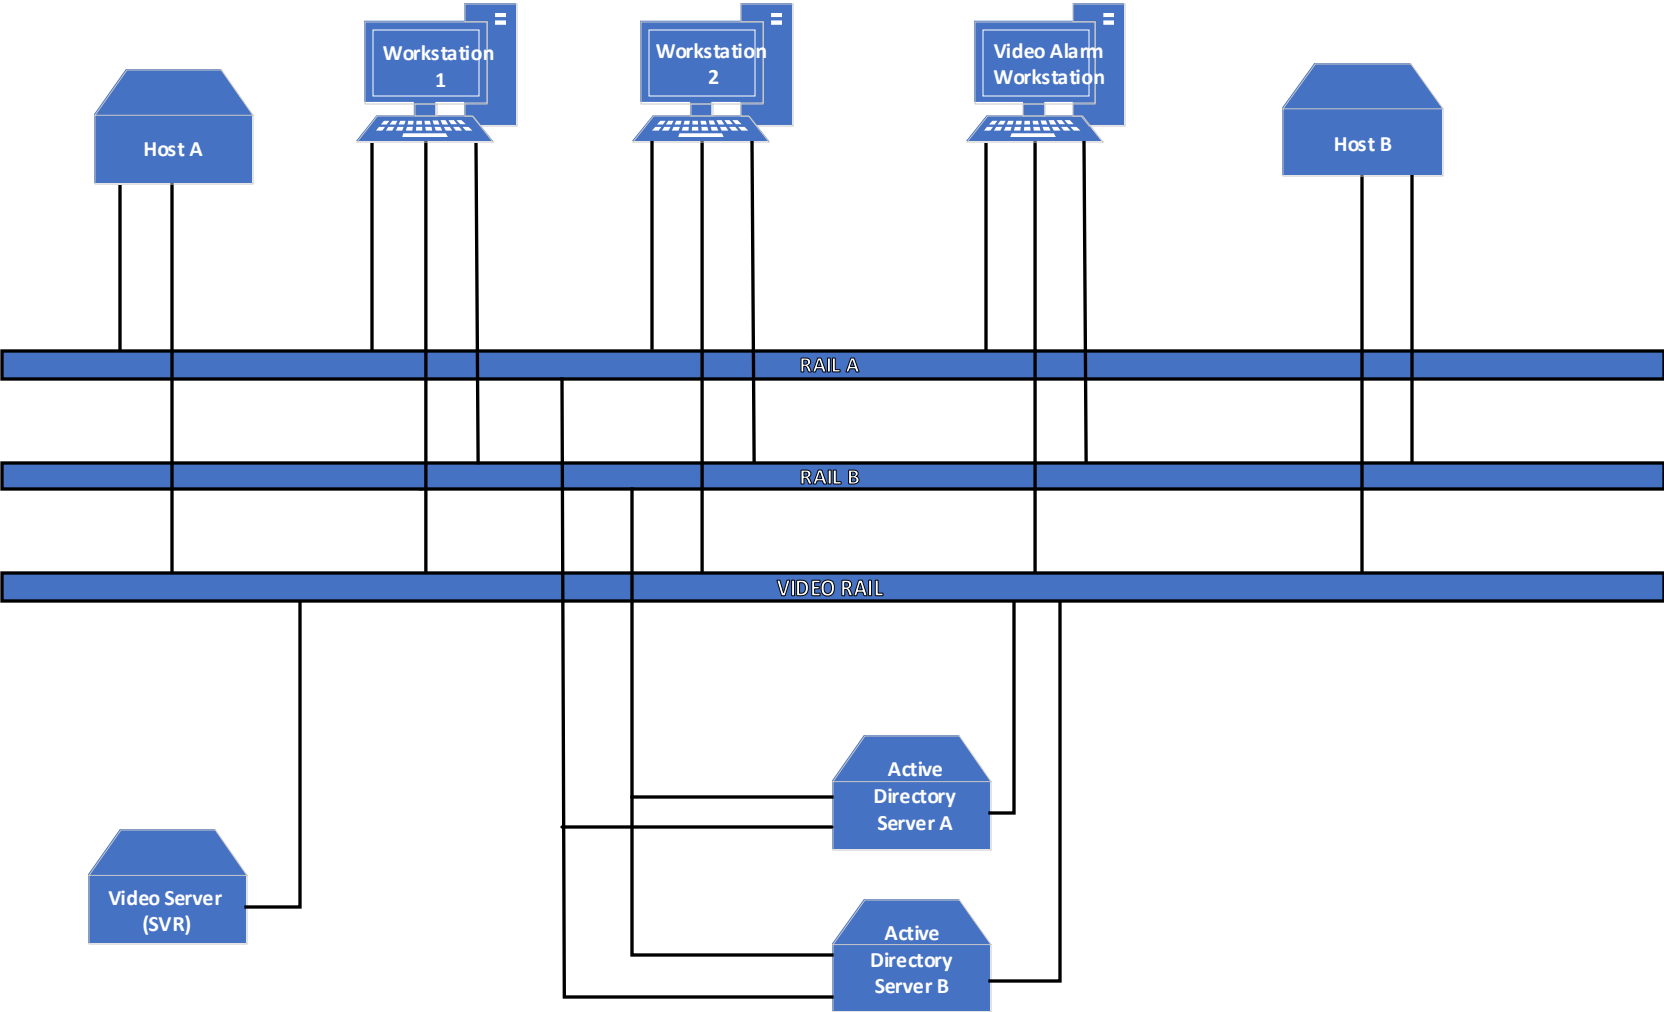 Workstation
1
Workstation
2
Video Alarm
Workstation
Host A
Host B
RAIL A
RAIL B
VIDEO RAIL
Active
Directory
Server A
Video Server
(SVR)
Active
Directory
Server B